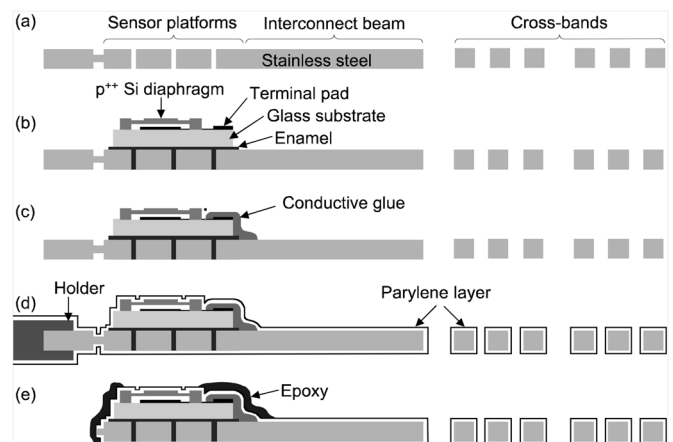 (a) Sensor platforms Interconnect beam Cross-bands
Stainless steel
p++ Si diaphragm
Terminal pad
(b) Glass substrate
Enamel
(c) Conductive glue
(d) Holder Parylene layer
(e) Epoxy